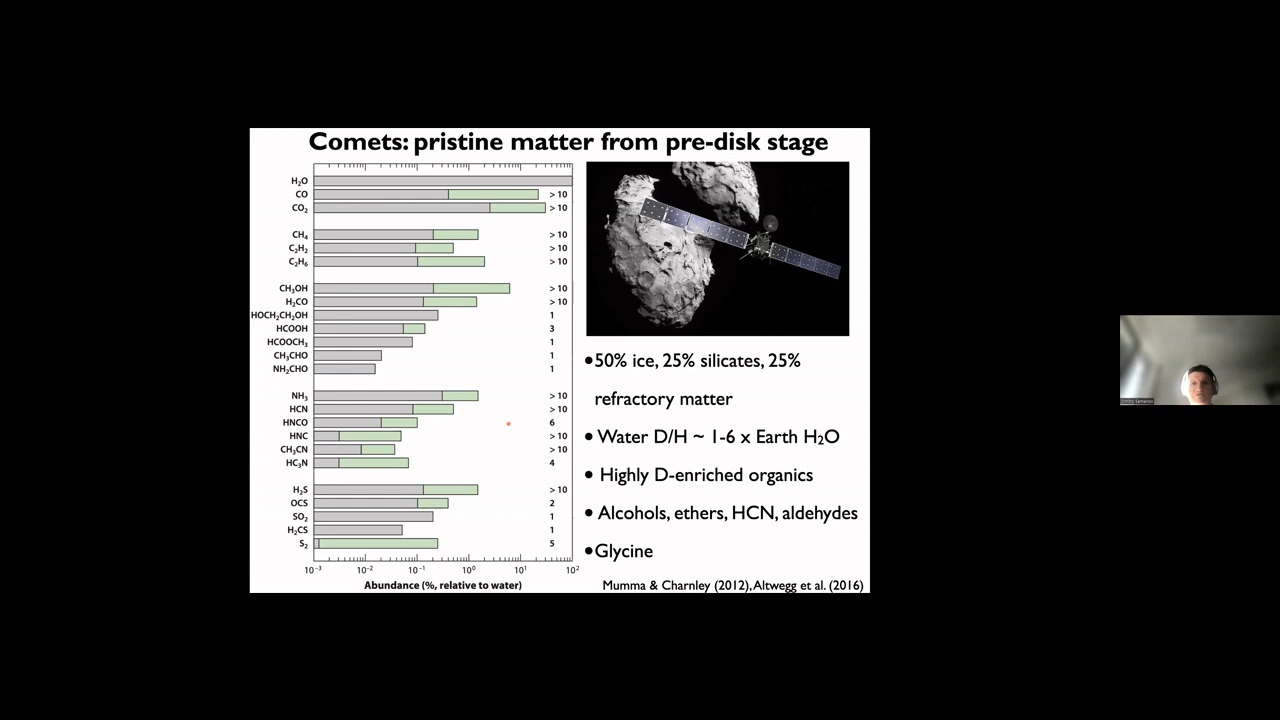 Comets: pristine matter from pre-disk stage
H₂O
CO > 10
CO₂ > 10
CH₄ > 10
C₂H₂ > 10
C₂H₆ > 10
CH₃OH > 10
H₂CO > 10
HOCH₂CH₂OH 1
HCOOH 3
HCOOCH₃ 1
CH₃CHO 1
NH₂CHO 1
NH₃ > 10
HCN > 10
HNCO 6
HNC > 10
CH₃CN > 10
HC₃N 4
H₂S > 10
OCS 2
SO₂ 1
H₂CS 1
S₂ 5
10⁻³ 10⁻² 10⁻¹ 10⁰ 10¹ 10²
Abundance (%, relative to water)
•50% ice, 25% silicates, 25%
refractory matter
• Water D/H ~ 1-6 x Earth H₂O
• Highly D-enriched organics
• Alcohols, ethers, HCN, aldehydes
•Glycine
Mumma & Charnley (2012), Altwegg et al. (2016)